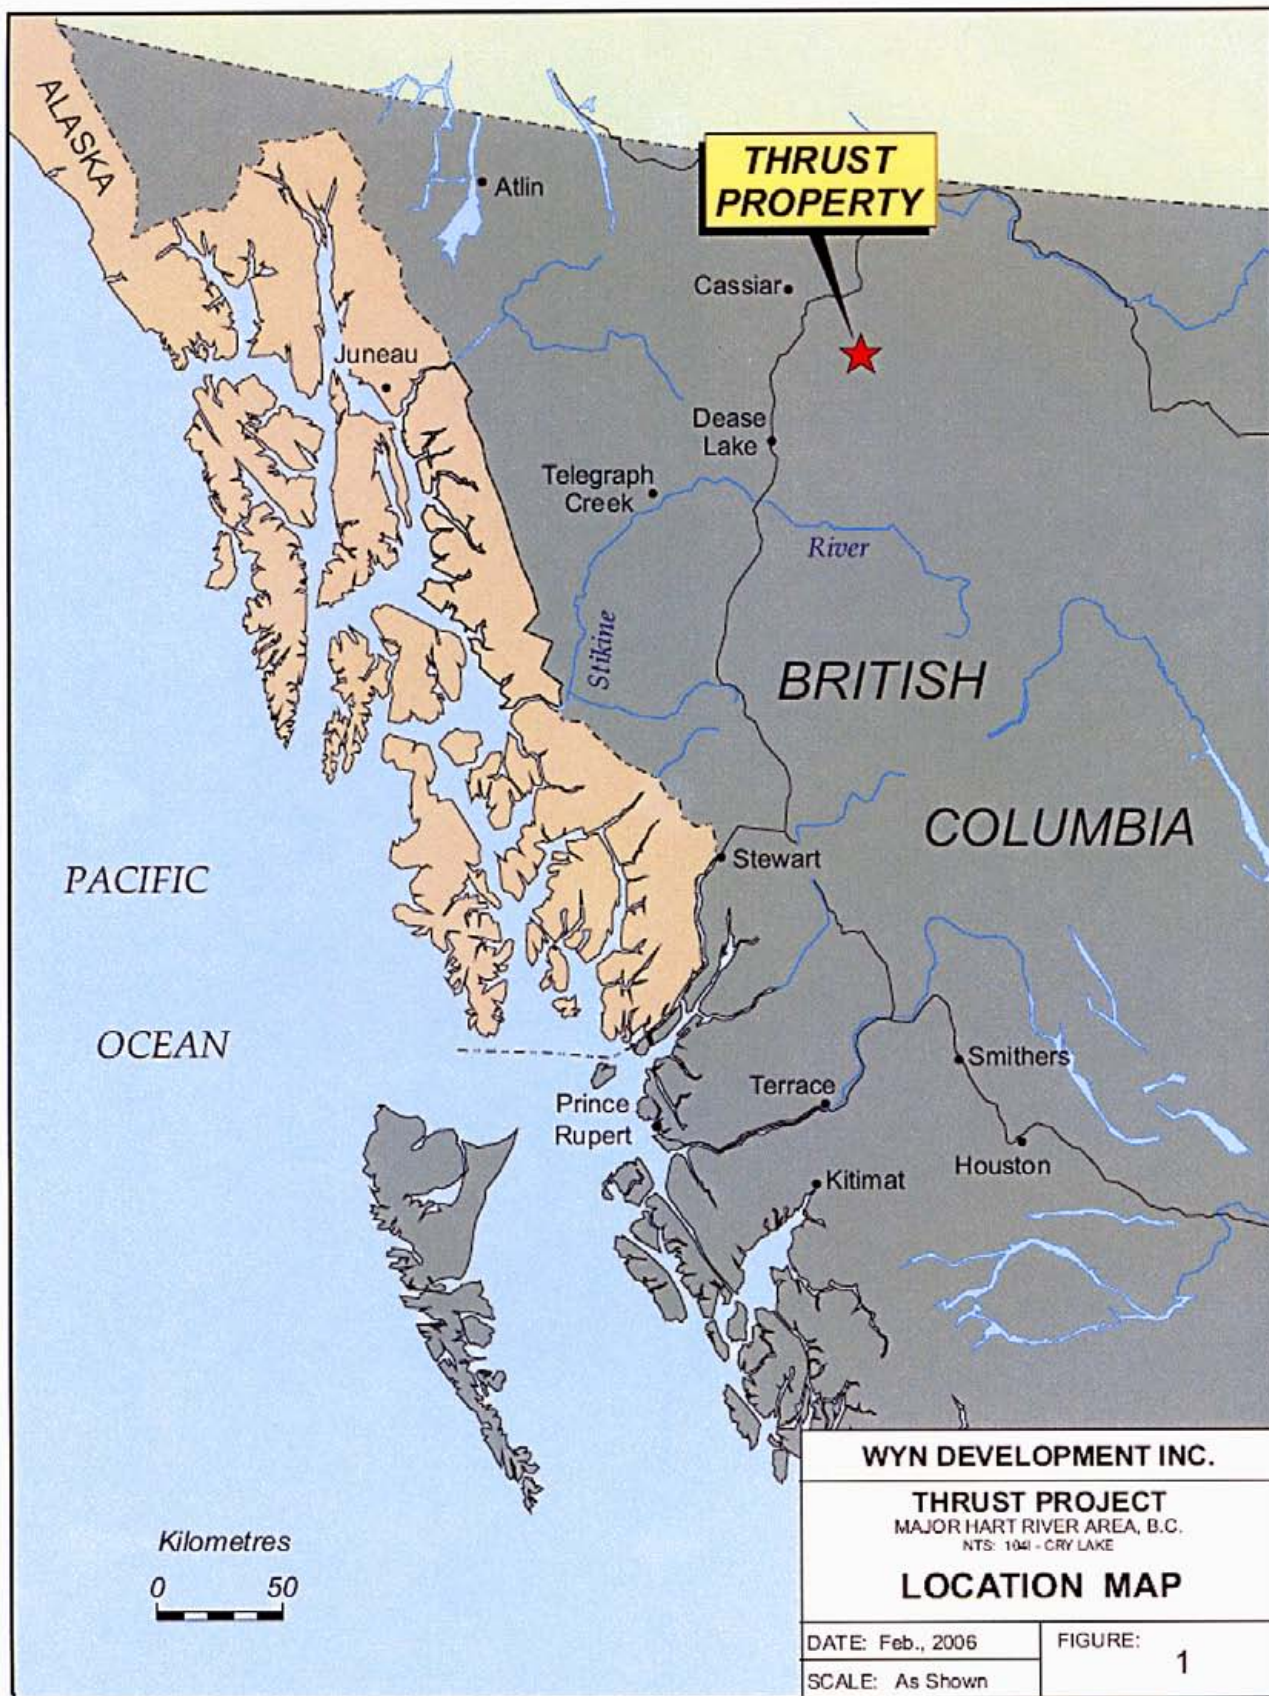 ALASKA
THRUST
PROPERTY
Atlin
Cassiar
Juneau
Dease
Lake
Telegraph
Creek
River
Stikine
BRITISH
COLUMBIA
Stewart
PACIFIC
OCEAN
Smithers
Terrace
Prince
Rupert
Houston
Kitimat
Kilometres
0 50
WYN DEVELOPMENT INC.
THRUST PROJECT
MAJOR HART RIVER AREA, B.C.
NTS: 104I - CRY LAKE
LOCATION MAP
DATE: Feb., 2006
FIGURE:
1
SCALE: As Shown